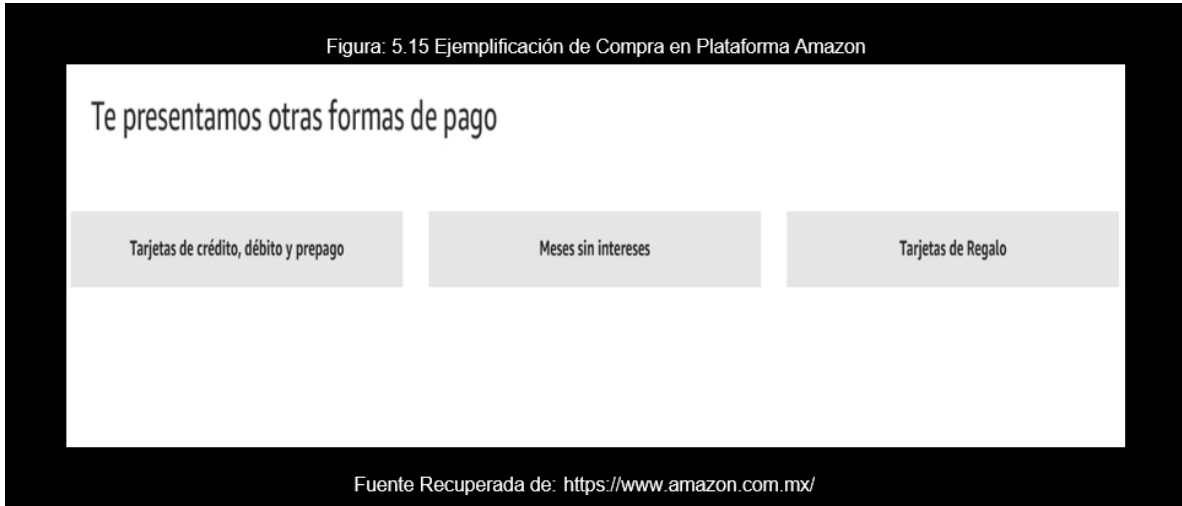 Figura: 5.15 Ejemplificación de Compra en Plataforma Amazon
Te presentamos otras formas de pago
Tarjetas de crédito, débito y prepago
Meses sin intereses
Tarjetas de Regalo
Fuente Recuperada de: https://www.amazon.com.mx/